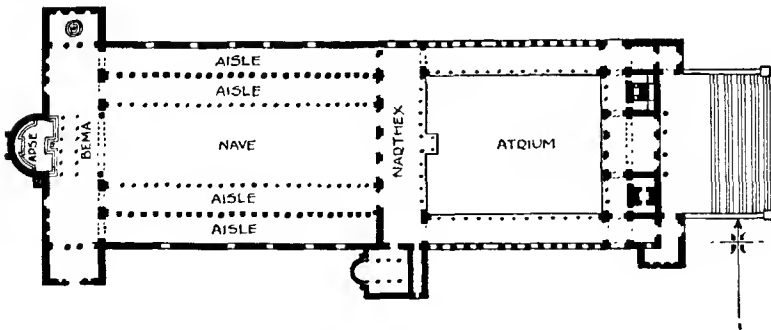 AISLE
AISLE
APSE
BEMA
NAVE
NARTHEX
ATRIUM
AISLE
AISLE